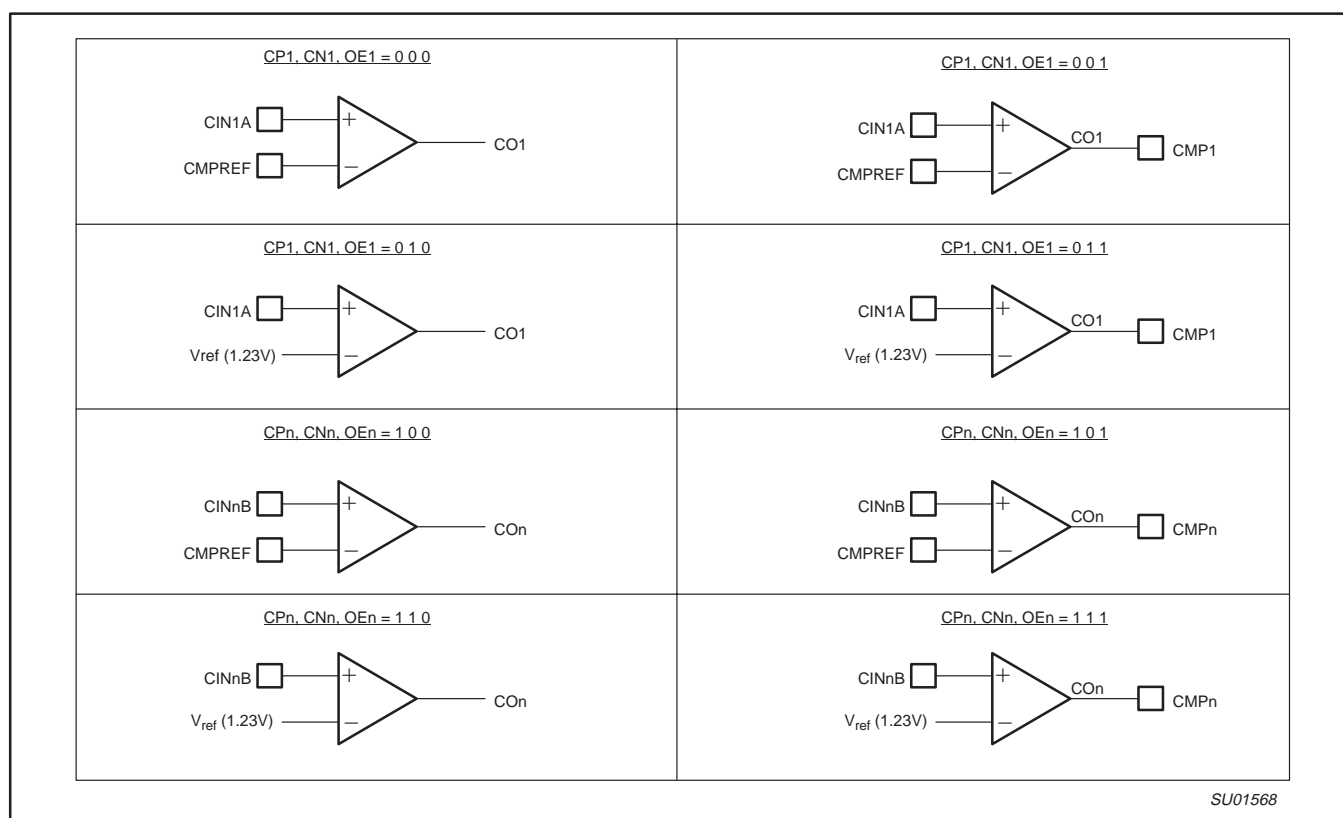 CP1, CN1, OE1 = 0 0 0
CIN1A
+
CMPREF
–
CO1
CP1, CN1, OE1 = 0 0 1
CIN1A
+
CMPREF
–
CO1
CMP1
CP1, CN1, OE1 = 0 1 0
CIN1A
+
Vref (1.23V)
–
CO1
CP1, CN1, OE1 = 0 1 1
CIN1A
+
Vref (1.23V)
–
CO1
CMP1
CPn, CNn, OEn = 1 0 0
CINnB
+
CMPREF
–
COn
CPn, CNn, OEn = 1 0 1
CINnB
+
CMPREF
–
COn
CMPn
CPn, CNn, OEn = 1 1 0
CINnB
+
Vref (1.23V)
–
COn
CPn, CNn, OEn = 1 1 1
CINnB
+
Vref (1.23V)
–
COn
CMPn
SU01568